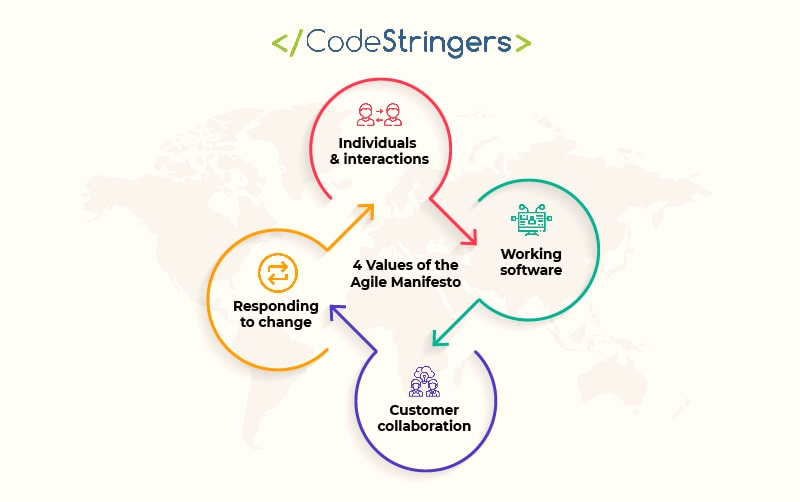 </CodeStringers>
Individuals
& interactions
Working
software
4 Values of the
Agile Manifesto
Responding
to change
Customer
collaboration